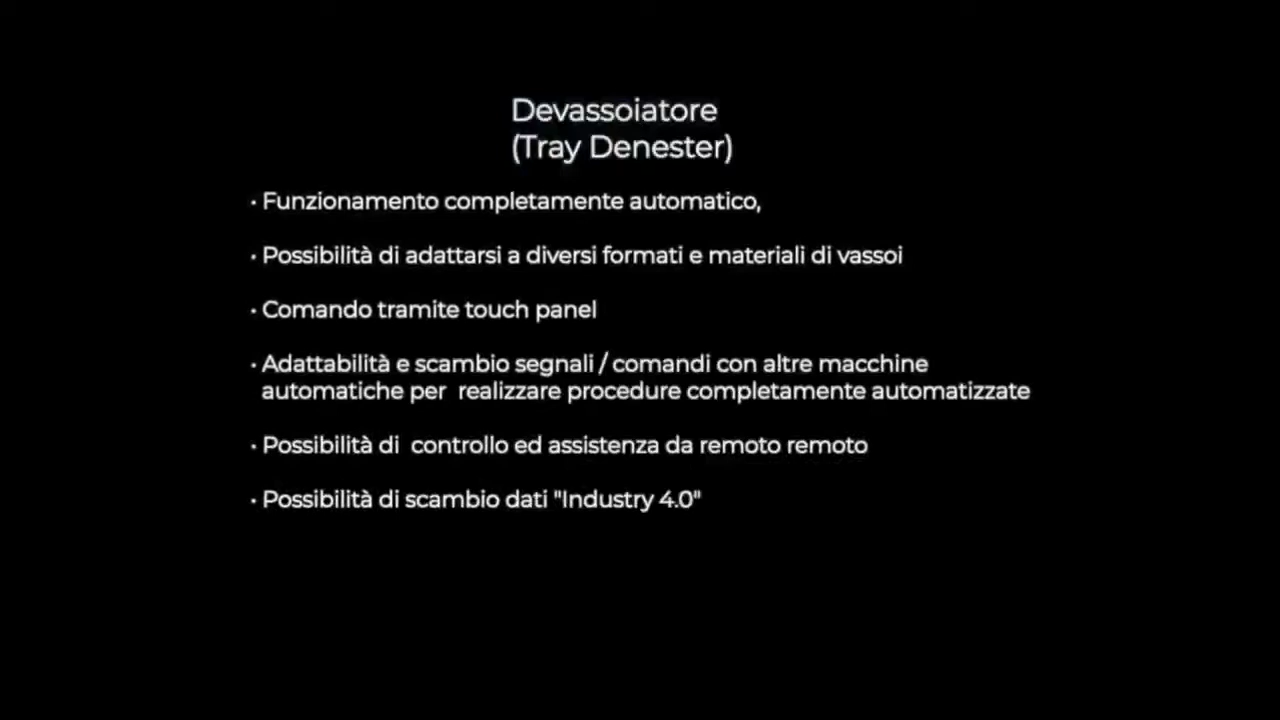 Devassoiatore
(Tray Denester)
· Funzionamento completamente automatico,
· Possibilità di adattarsi a diversi formati e materiali di vassoi
· Comando tramite touch panel
· Adattabilità e scambio segnali / comandi con altre macchine
automatiche per  realizzare procedure completamente automatizzate
· Possibilità di  controllo ed assistenza da remoto remoto
· Possibilità di scambio dati "Industry 4.0"